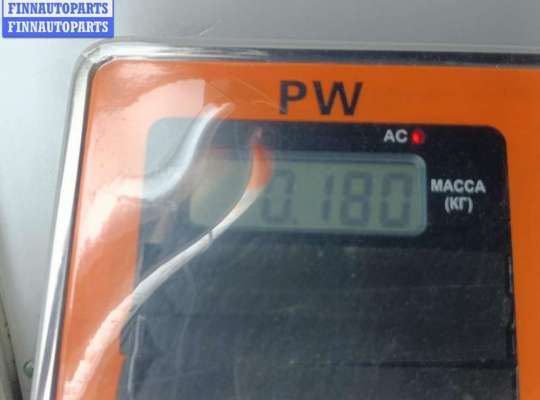 FINNAUTOPARTS
FINNAUTOPARTS
PW
AC
0.180
МАССА
(КГ)